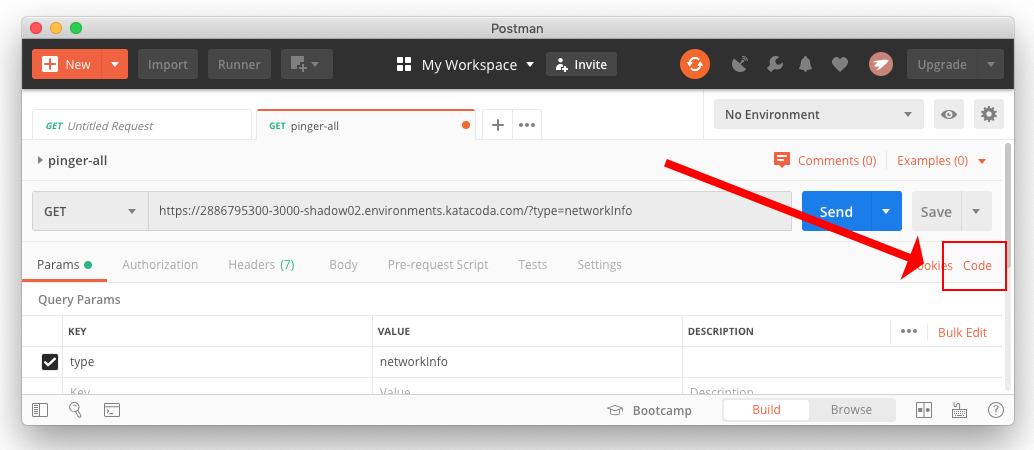 Postman
New Import Runner My Workspace Invite Upgrade
GET Untitled Request GET pinger-all No Environment
pinger-all Comments (0) Examples (0)
GET https://2886795300-3000-shadow02.environments.katacoda.com/?type=networkInfo Send Save
Params Authorization Headers (7) Body Pre-request Script Tests Settings okies Code
Query Params
KEY VALUE DESCRIPTION Bulk Edit
type networkInfo
Key Value Description
Bootcamp Build Browse